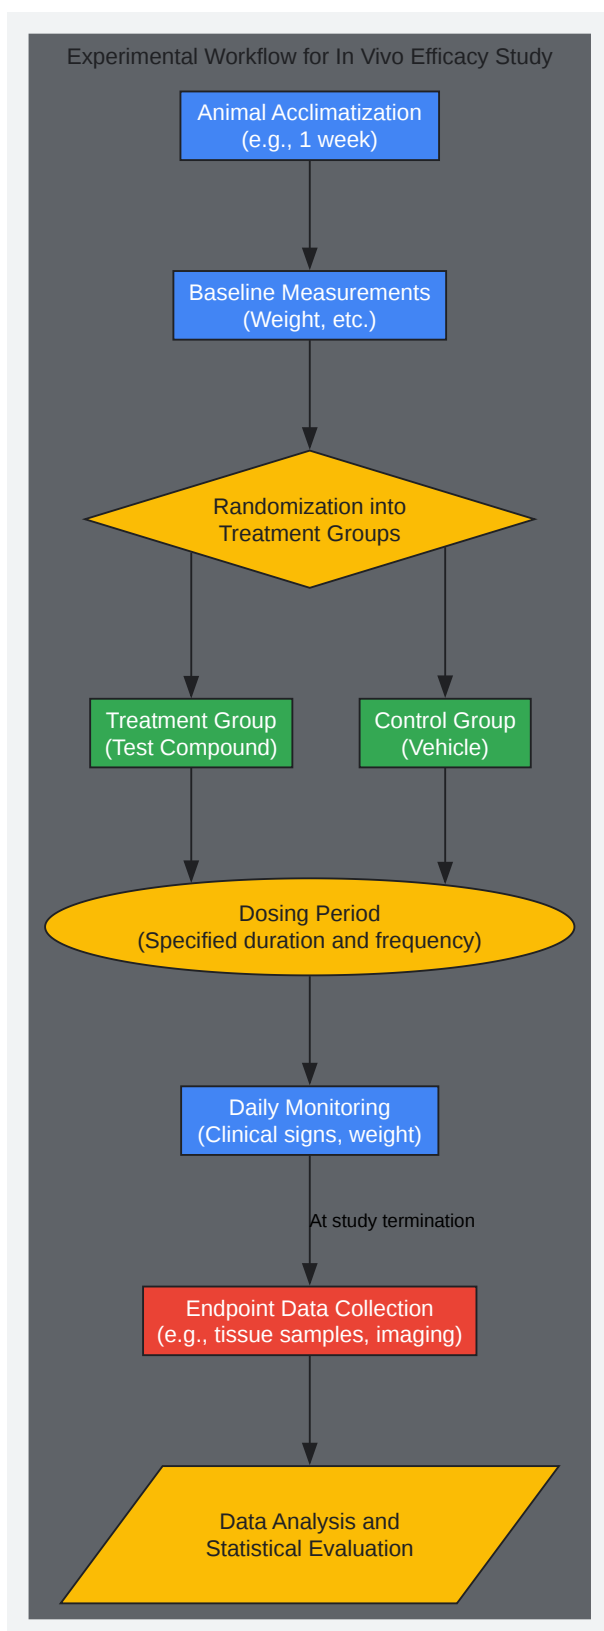 Experimental Workflow for In Vivo Efficacy Study
Animal Acclimatization
(e.g., 1 week)
Baseline Measurements
(Weight, etc.)
Randomization into
Treatment Groups
Treatment Group
(Test Compound)
Control Group
(Vehicle)
Dosing Period
(Specified duration and frequency)
Daily Monitoring
(Clinical signs, weight)
At study termination
Endpoint Data Collection
(e.g., tissue samples, imaging)
Data Analysis and
Statistical Evaluation